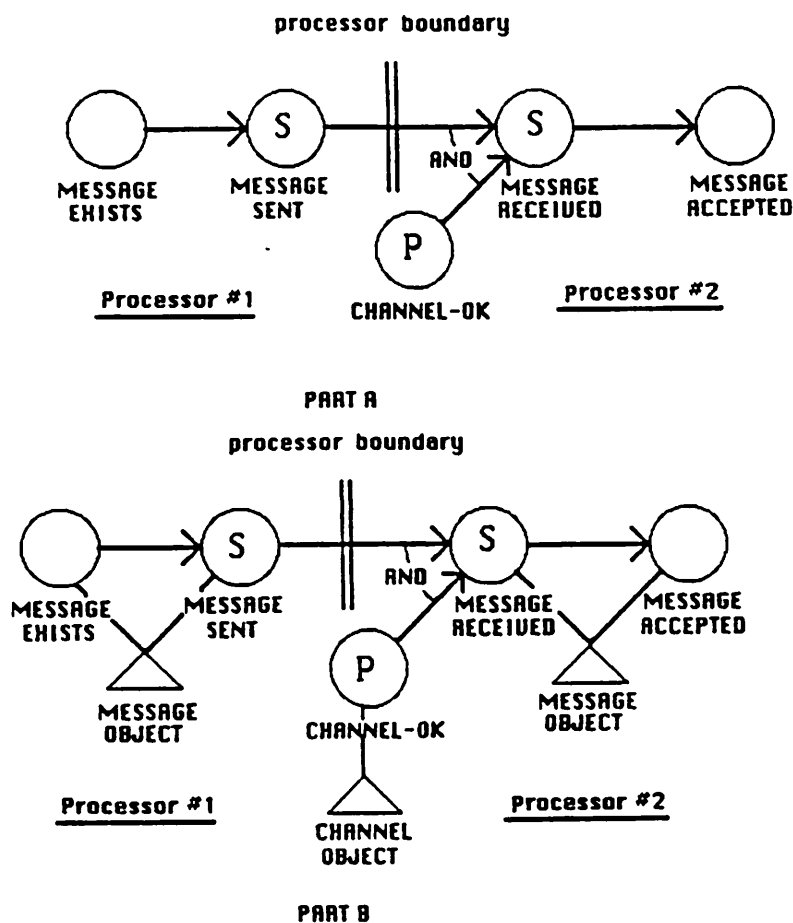 processor boundary
S
S
AND
MESSAGE
EXISTS
MESSAGE
SENT
MESSAGE
RECEIVED
MESSAGE
ACCEPTED
P
CHANNEL-OK
Processor #1
Processor #2
PART A
processor boundary
S
S
AND
MESSAGE
EXISTS
MESSAGE
SENT
MESSAGE
RECEIVED
MESSAGE
ACCEPTED
P
MESSAGE
OBJECT
CHANNEL-OK
MESSAGE
OBJECT
Processor #1
Processor #2
CHANNEL
OBJECT
PART B